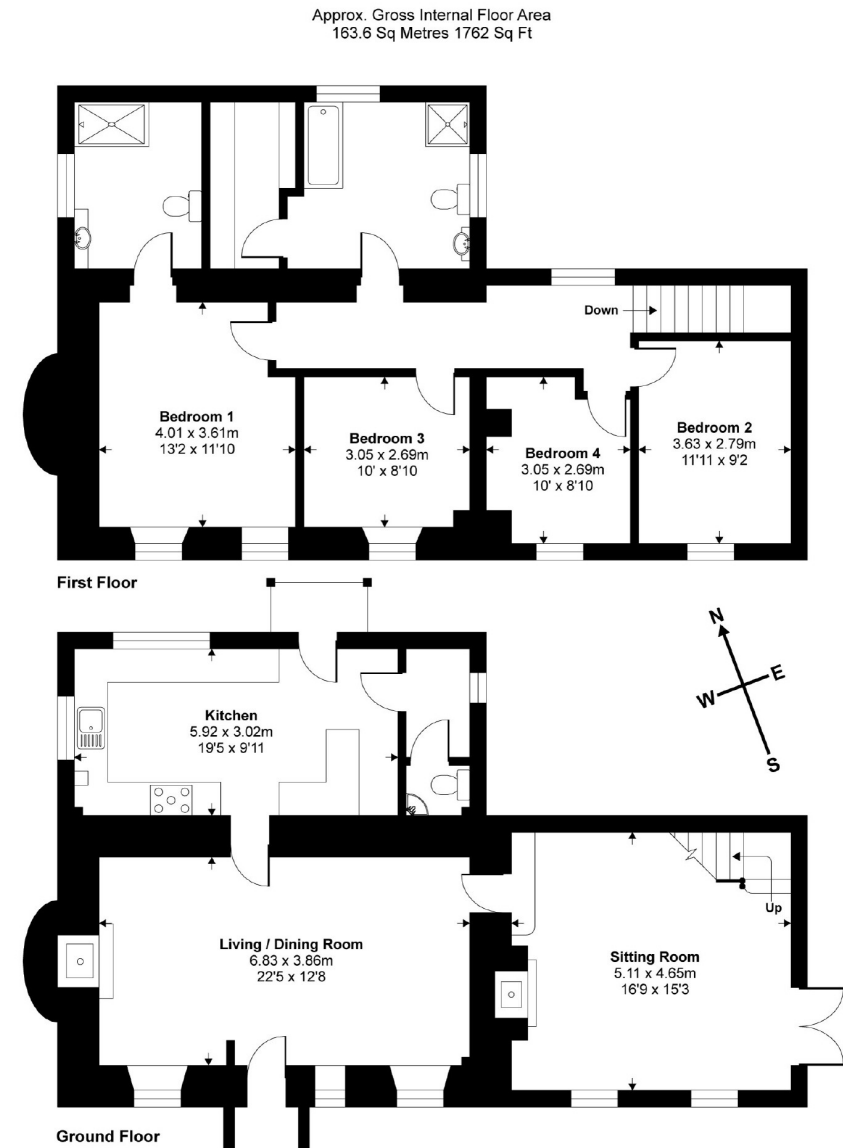 Approx. Gross Internal Floor Area
163.6 Sq Metres 1762 Sq Ft
Down
Bedroom 1
4.01 x 3.61m
13'2 x 11'10
Bedroom 3
3.05 x 2.69m
10' x 8'10
Bedroom 4
3.05 x 2.69m
10' x 8'10
Bedroom 2
3.63 x 2.79m
11'11 x 9'2
First Floor
N
W
E
S
Kitchen
5.92 x 3.02m
19'5 x 9'11
Living / Dining Room
6.83 x 3.86m
22'5 x 12'8
Up
Sitting Room
5.11 x 4.65m
16'9 x 15'3
Ground Floor